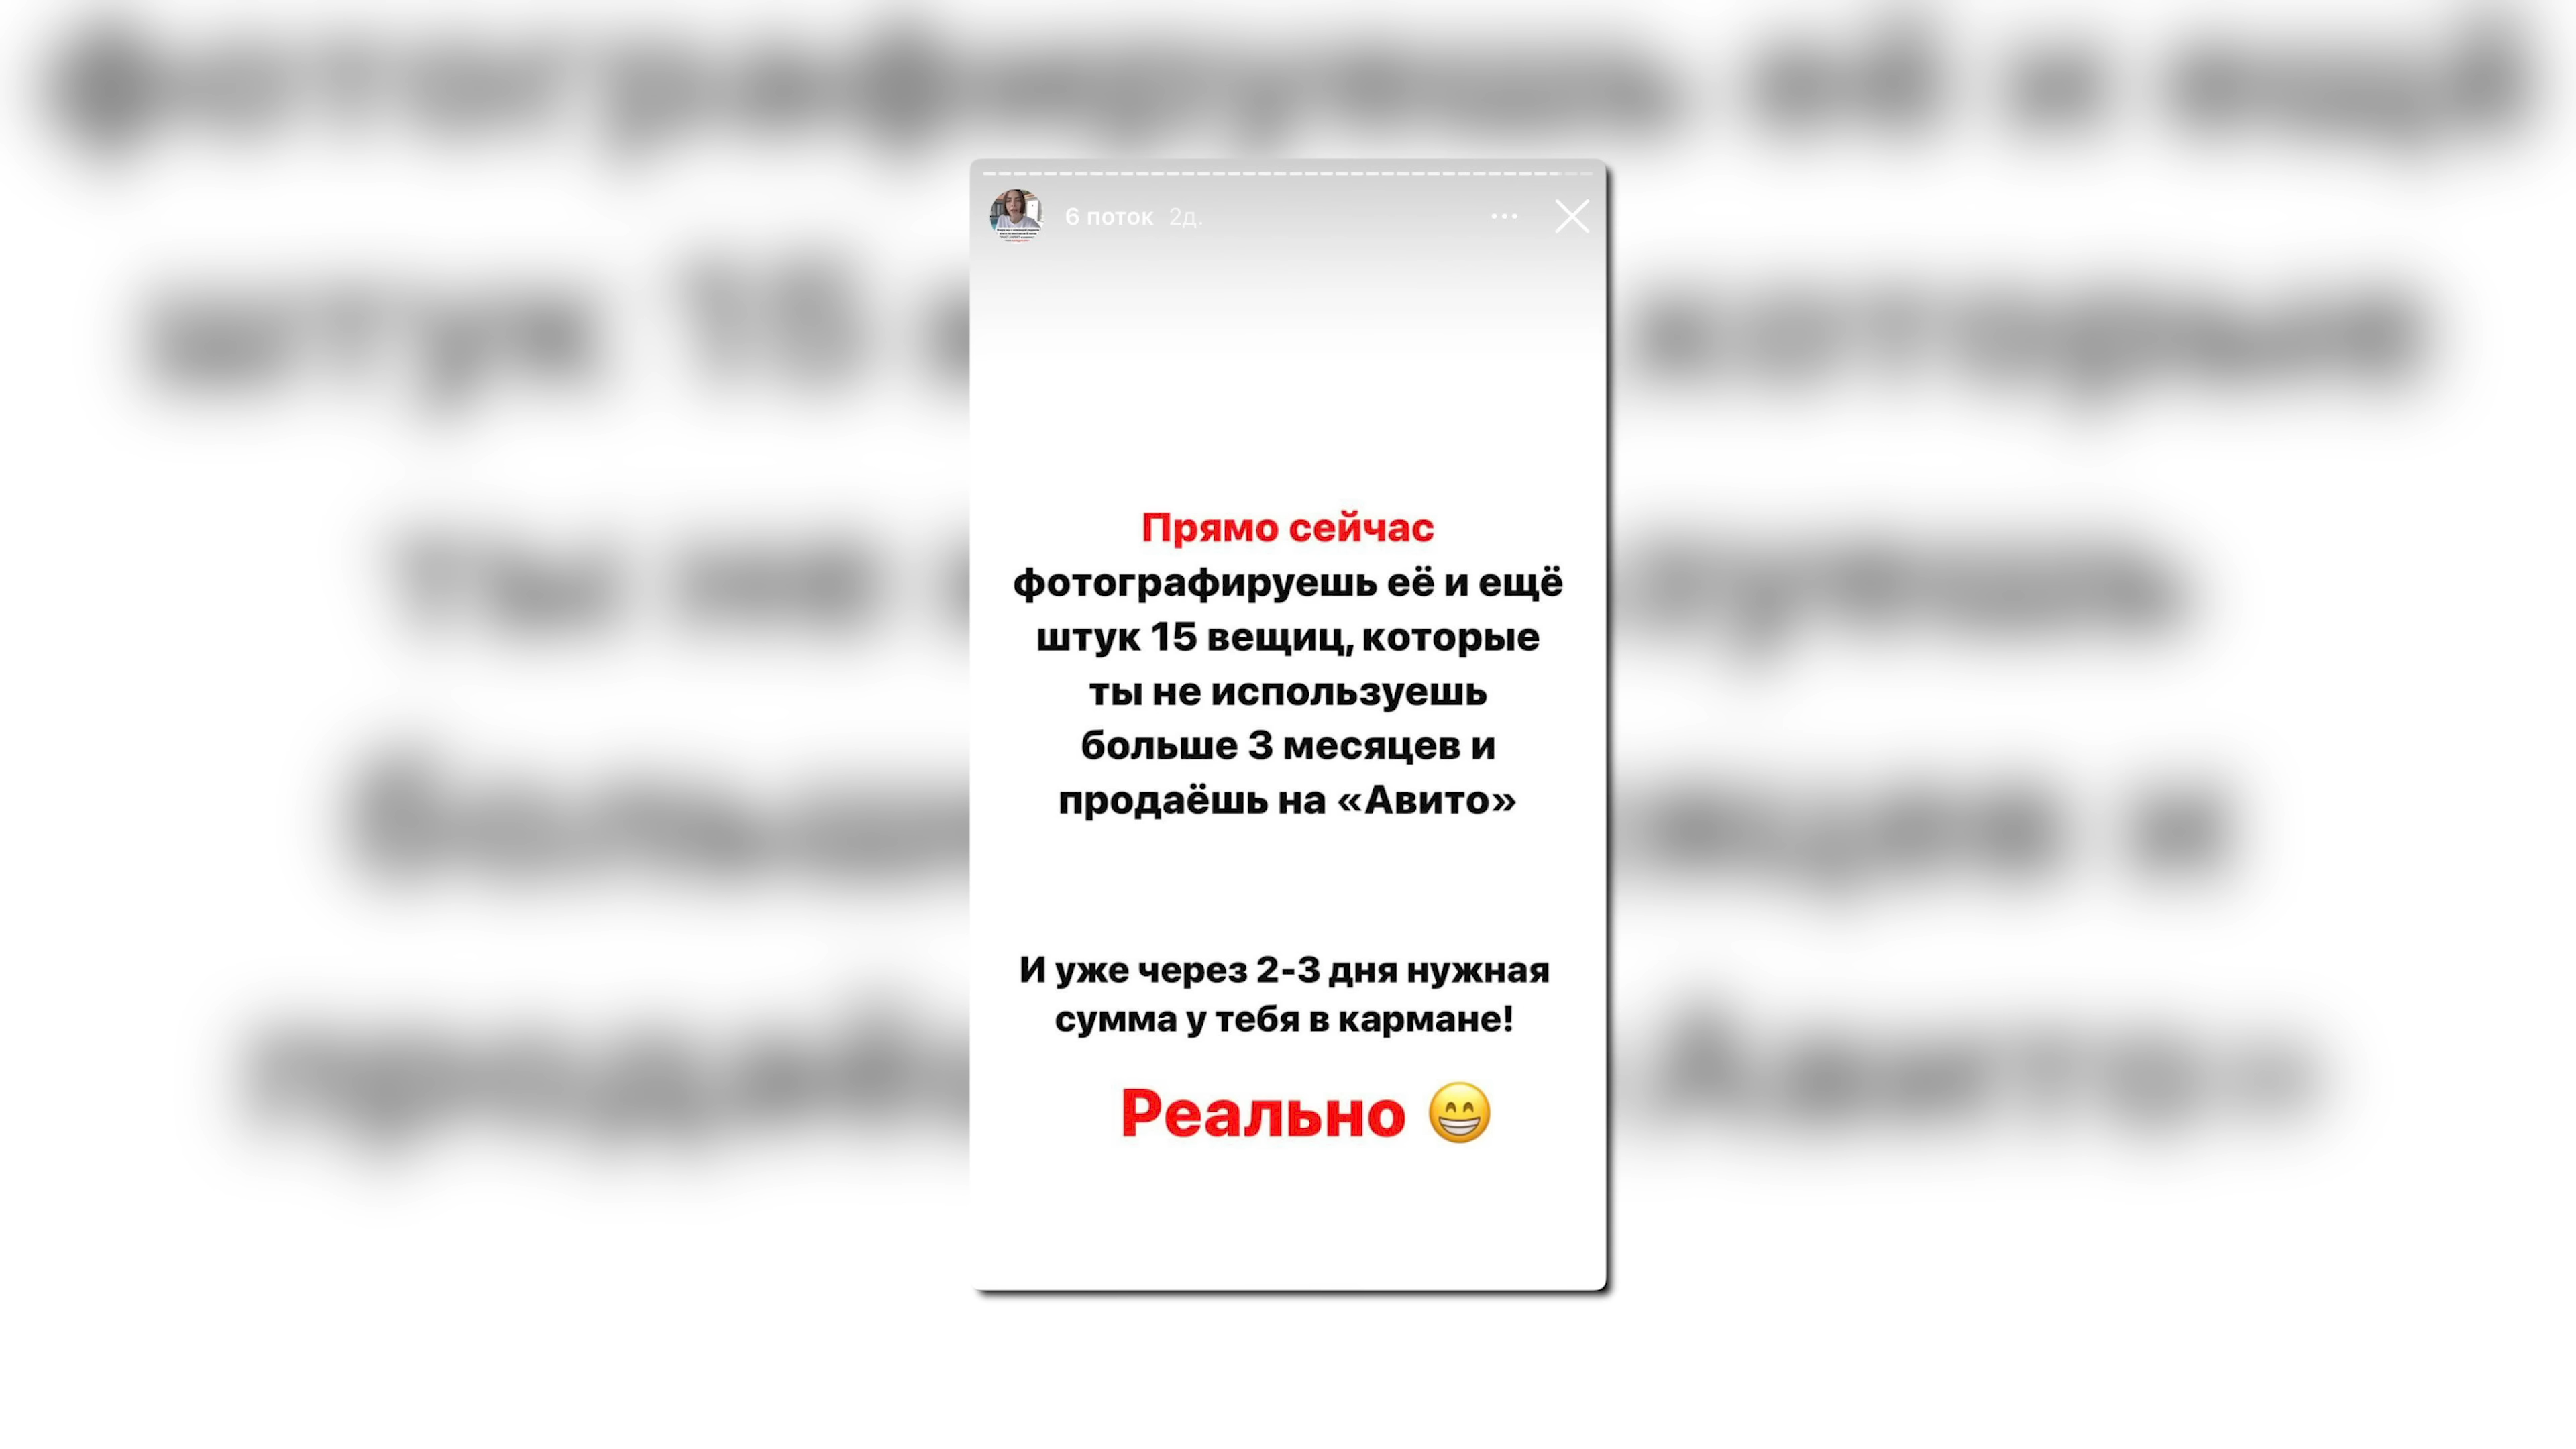 6 поток 2д.
Прямо сейчас
фотографируешь её и ещё
штук 15 вещиц, которые
ты не используешь
больше 3 месяцев и
продаёшь на «Авито»
И уже через 2-3 дня нужная
сумма у тебя в кармане!
Реально 😁